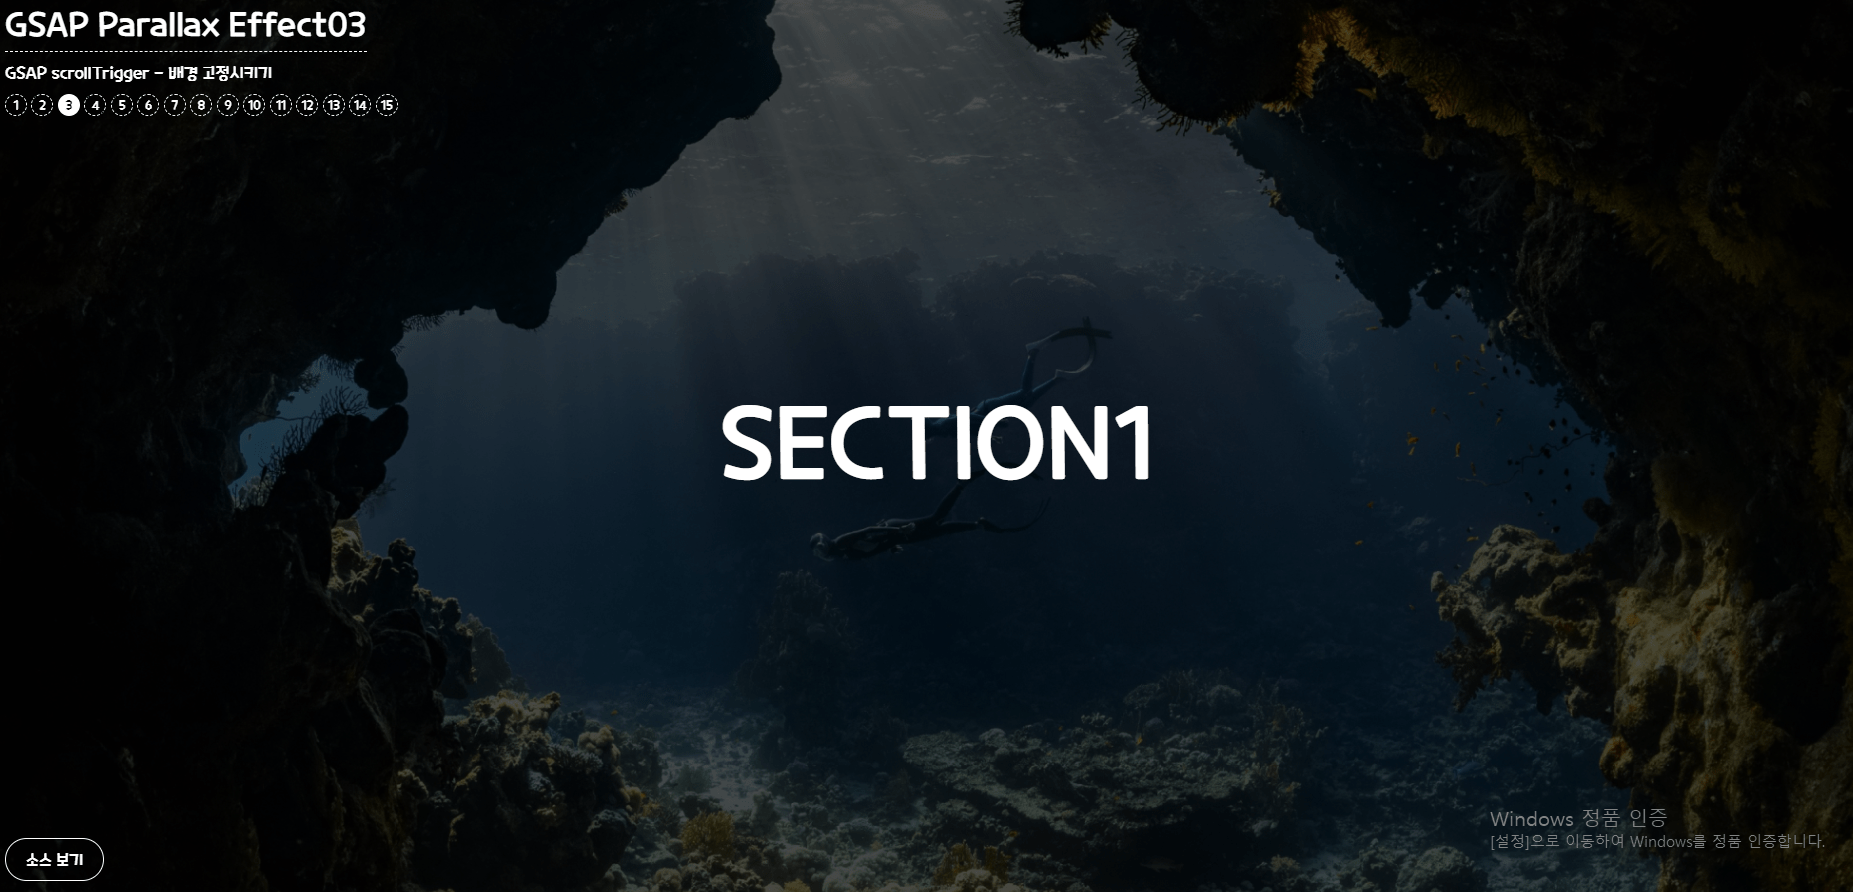 GSAP Parallax Effect03
GSAP scrollTrigger - 배경 고정시키기
1 2 3 4 5 6 7 8 9 10 11 12 13 14 15
SECTION1
Windows 정품 인증
[설정]으로 이동하여 Windows를 정품 인증합니다.
소스 보기